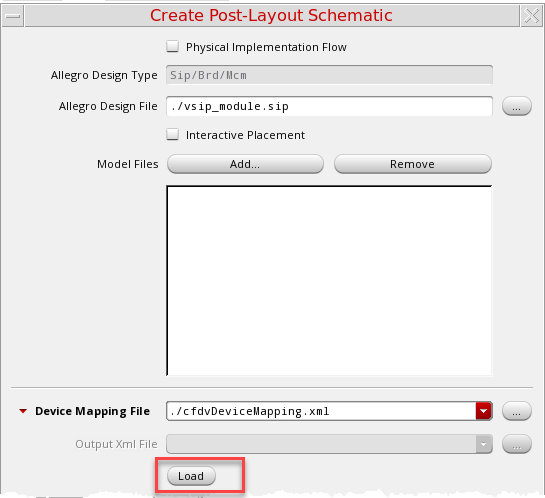 Create Post-Layout Schematic
Physical Implementation Flow
Allegro Design Type Sip/Brd/Mcm
Allegro Design File ./vsip_module.sip ...
Interactive Placement
Model Files Add... Remove
Device Mapping File ./cfdvDeviceMapping.xml ...
Output Xml File ...
Load